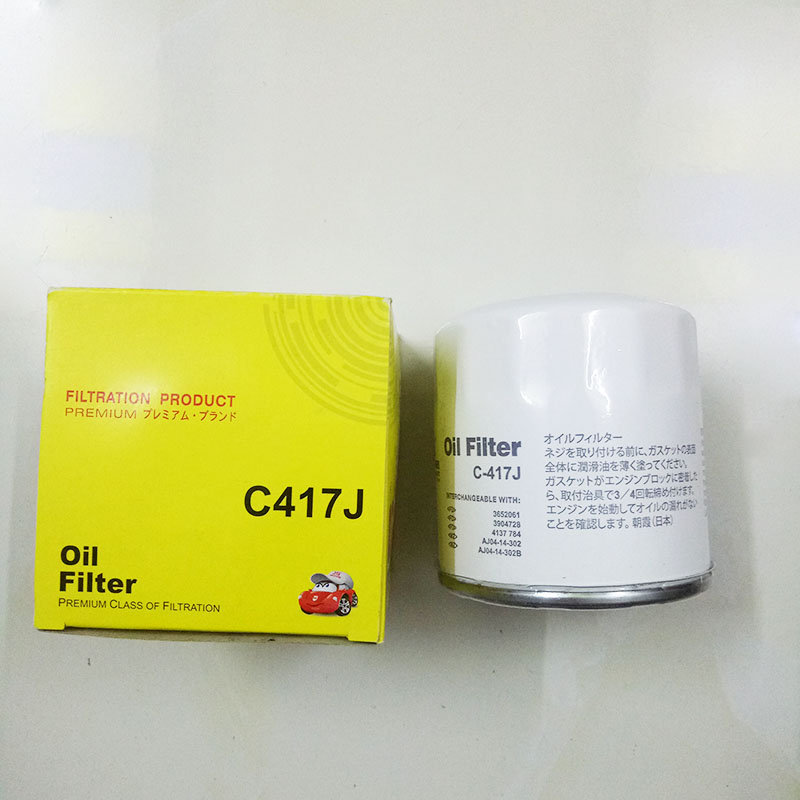 FILTRATION PRODUCT
PREMIUM プレミアム・ブランド
C417J
Oil
Filter
PREMIUM CLASS OF FILTRATION
Oil Filter
C-417J
INTERCHANGEABLE WITH:
3652061
3904728
4137 784
AJ04-14-302
AJ04-14-302B
オイルフィルター
ネジを取り付ける前に、ガスケットの表面
全体に潤滑油を薄く塗ってください。
ガスケットがエンジンブロックに密着した
ら、取付治具で3/4回転締め付けます。
エンジンを始動してオイルの漏れがない
ことを確認します。朝霞(日本)